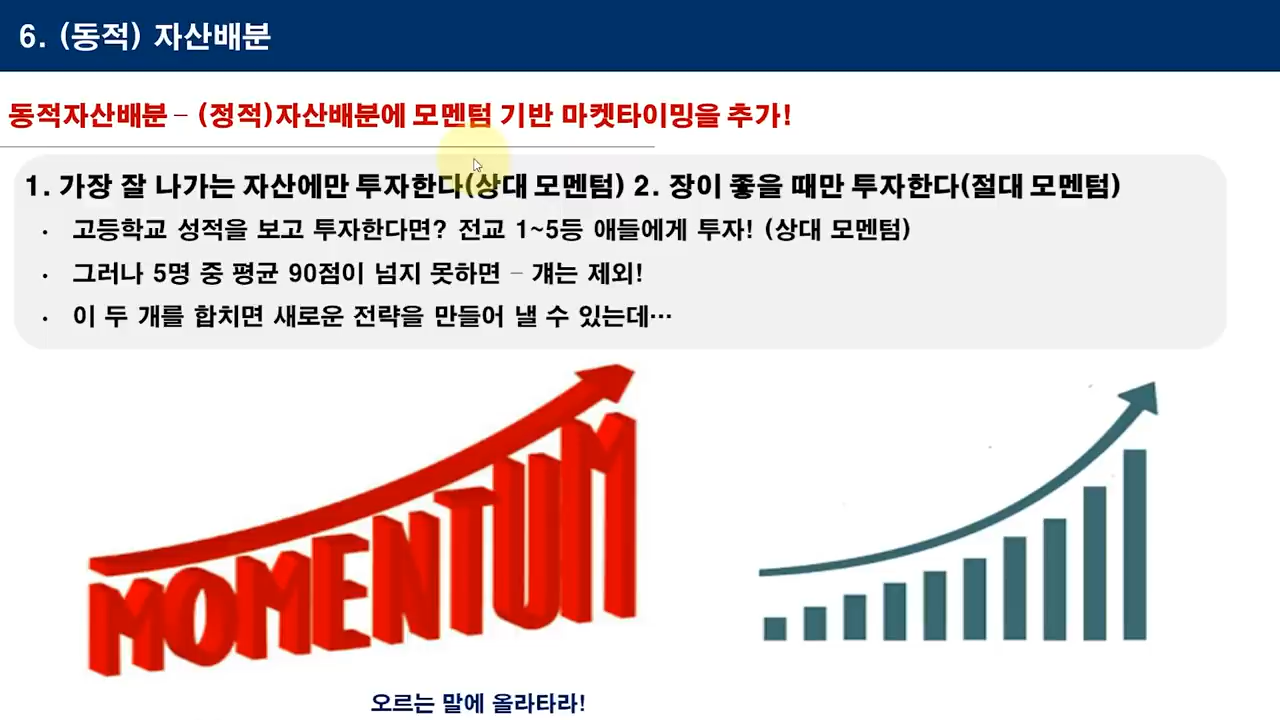 6. (동적) 자산배분
동적자산배분 – (정적)자산배분에 모멘텀 기반 마켓타이밍을 추가!
1. 가장 잘 나가는 자산에만 투자한다(상대 모멘텀) 2. 장이 좋을 때만 투자한다(절대 모멘텀)
· 고등학교 성적을 보고 투자한다면? 전교 1~5등 애들에게 투자! (상대 모멘텀)
· 그러나 5명 중 평균 90점이 넘지 못하면 – 걔는 제외!
· 이 두 개를 합치면 새로운 전략을 만들어 낼 수 있는데…
MOMENTUM
오르는 말에 올라타라!